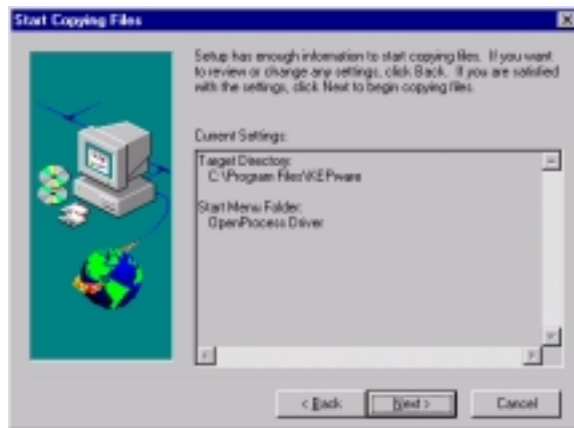 Start Copying Files
Setup has enough information to start copying files. If you want
to review or change any settings, click Back. If you are satisfied
with the settings, click Next to begin copying files.
Current Settings:
Target Directory:
C:\Program Files\KEPware
Start Menu Folder:
OpenProcess Driver
< Back
Next >
Cancel